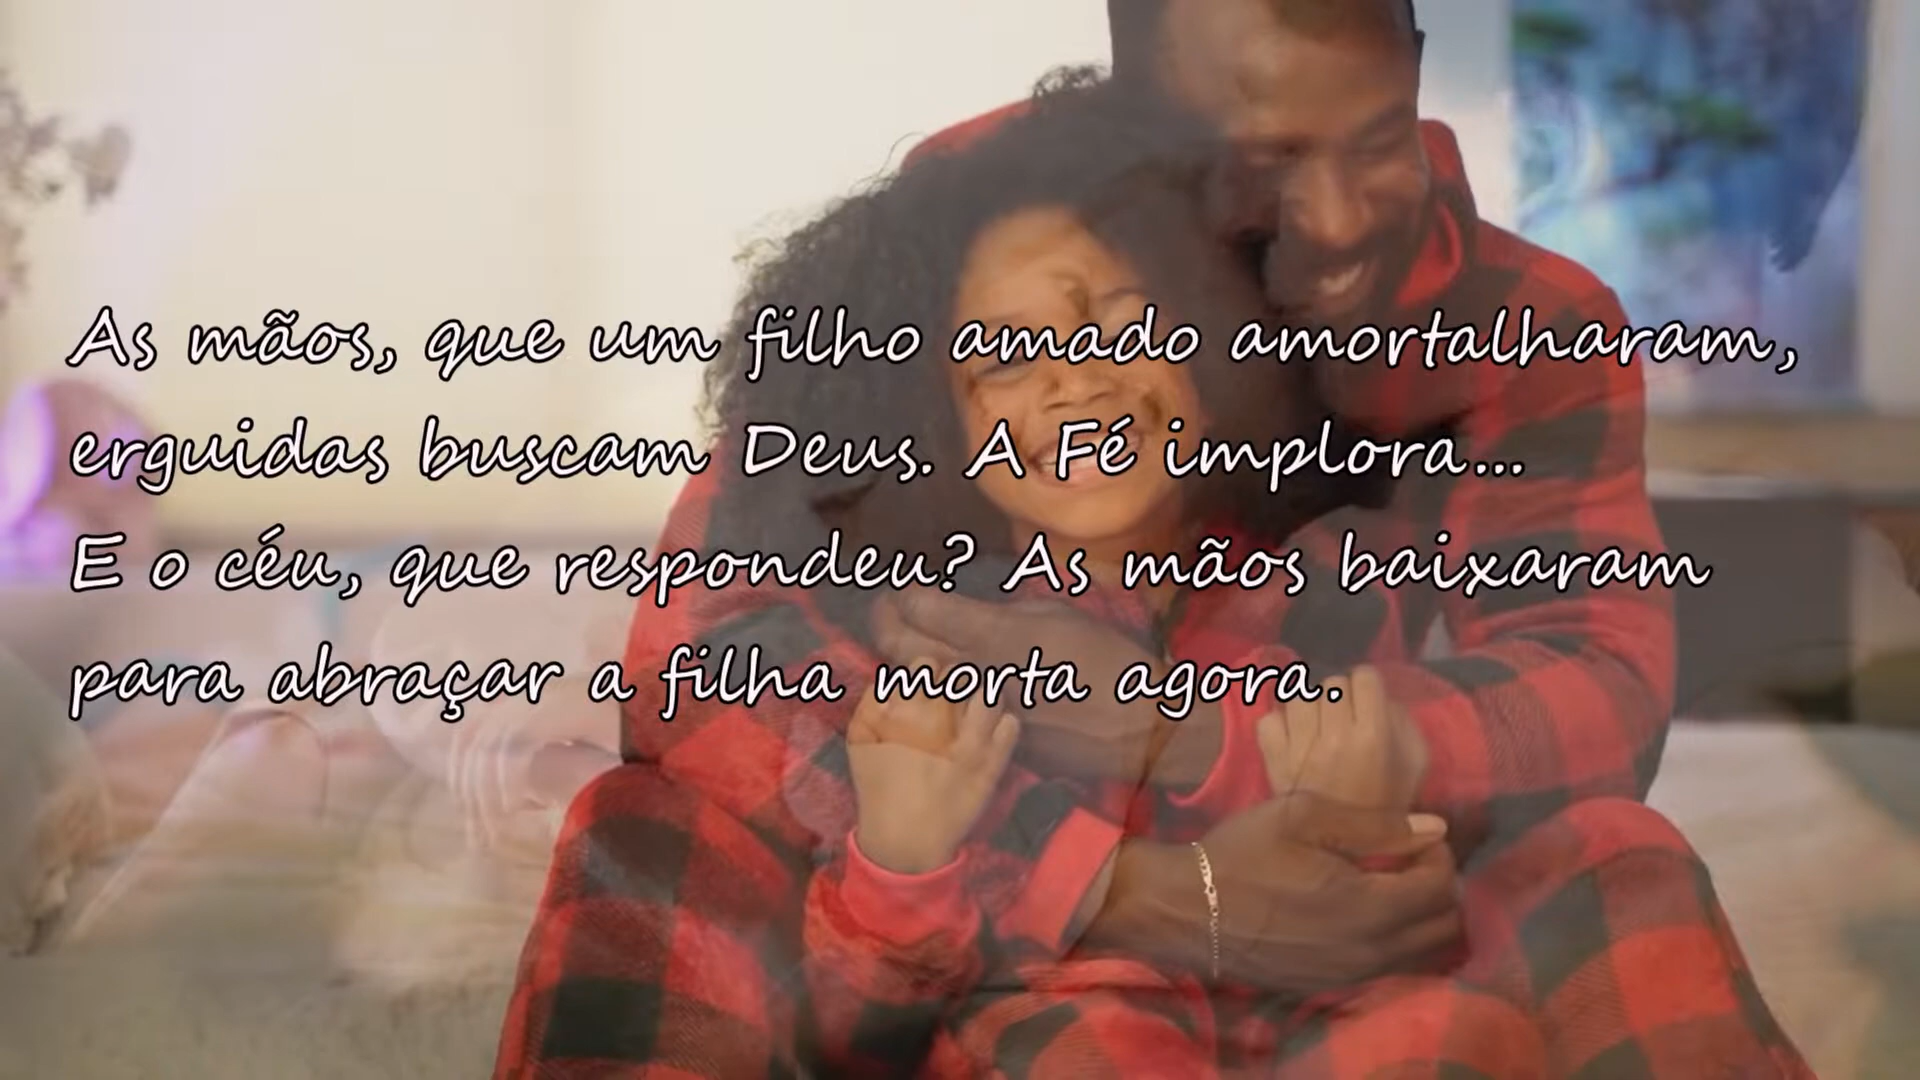 As mãos, que um filho amado amortalharam,
erguidas buscam Deus. A Fé implora...
E o céu, que respondeu? As mãos baixaram
para abraçar a filha morta agora.